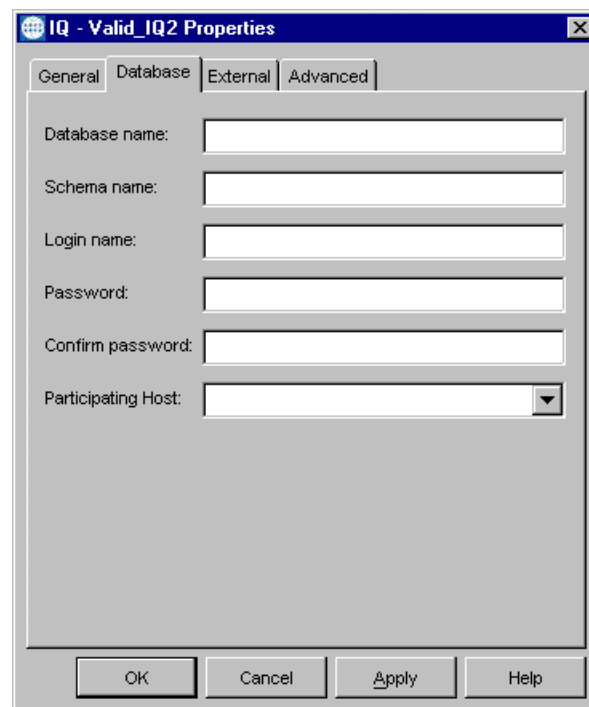 IQ - Valid_IQ2 Properties
General Database External Advanced
Database name:
Schema name:
Login name:
Password:
Confirm password:
Participating Host:
OK Cancel Apply Help